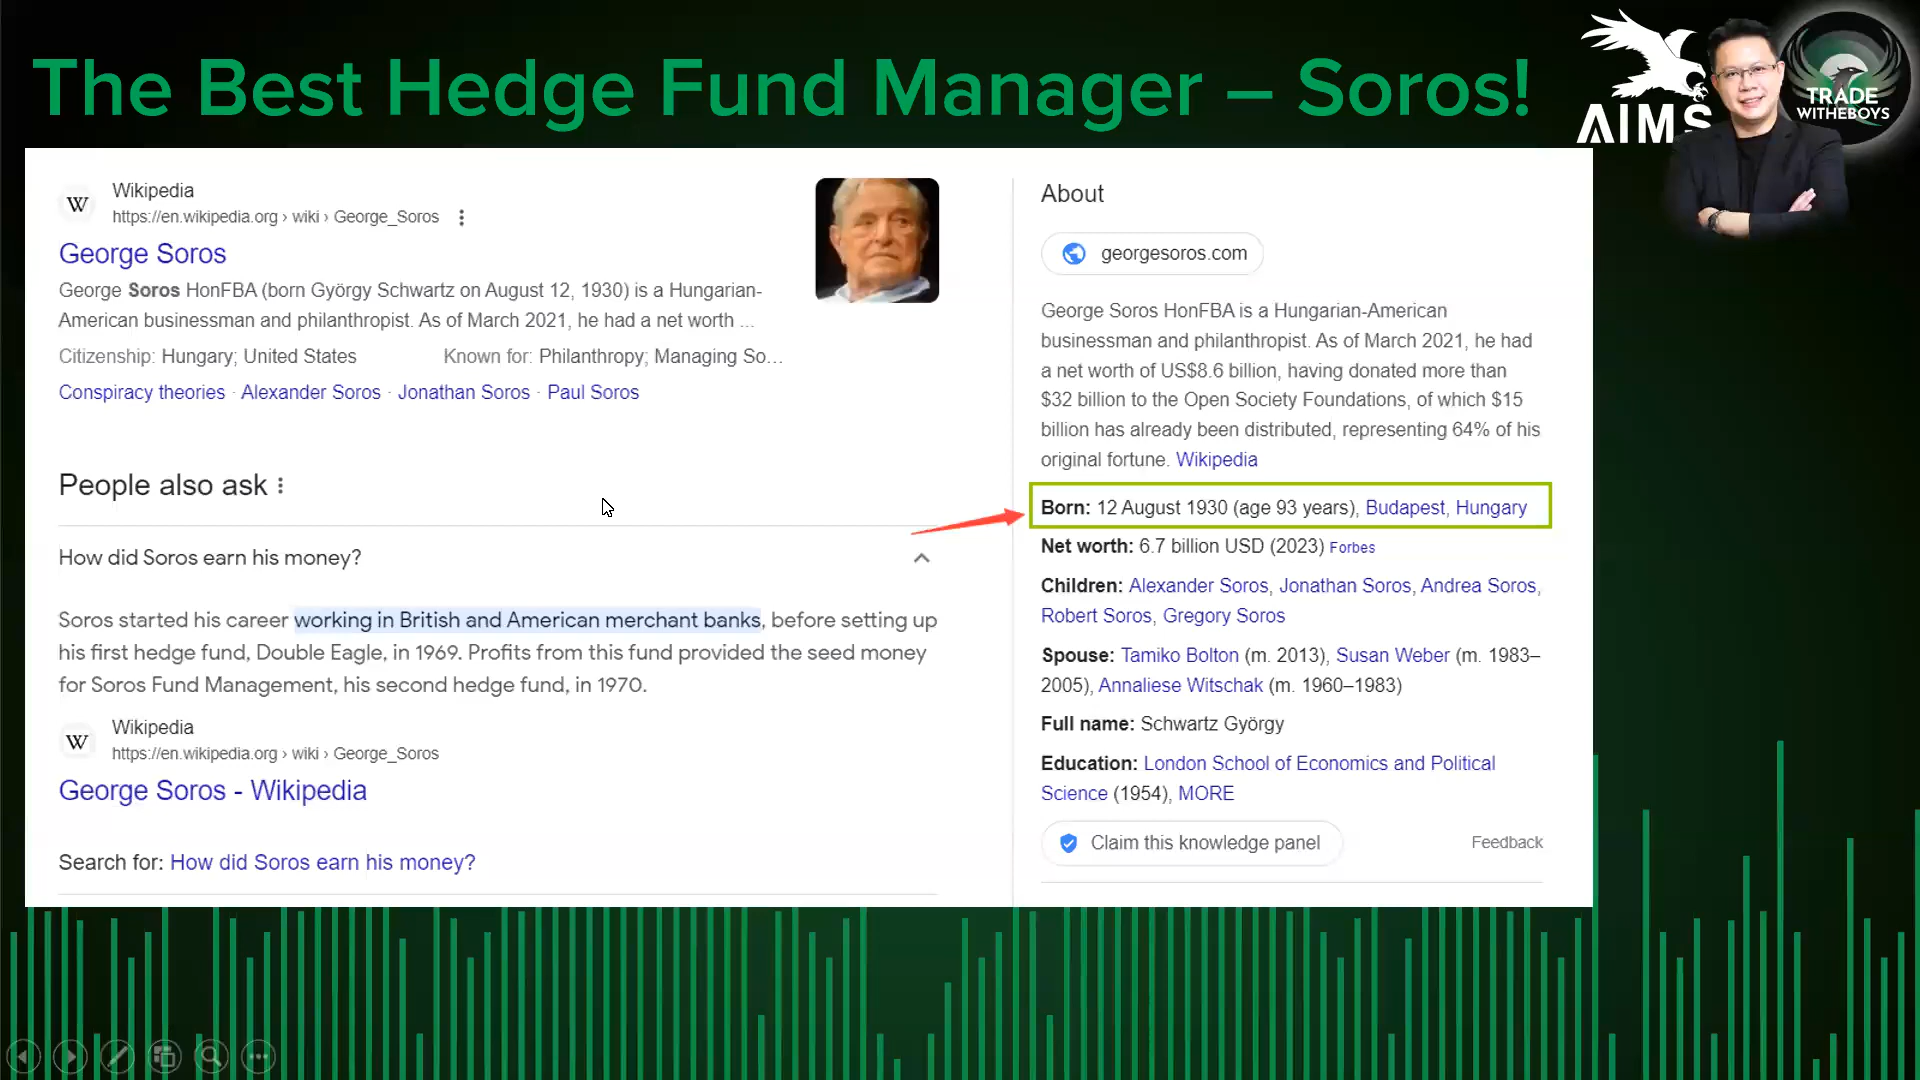 The Best Hedge Fund Manager – Soros!
AIMS
TRADE
WITHEBOYS
W
Wikipedia
https://en.wikipedia.org › wiki › George_Soros
George Soros
George Soros HonFBA (born György Schwartz on August 12, 1930) is a Hungarian-
American businessman and philanthropist. As of March 2021, he had a net worth ...
Citizenship: Hungary; United States Known for: Philanthropy; Managing So...
Conspiracy theories · Alexander Soros · Jonathan Soros · Paul Soros
People also ask
How did Soros earn his money?
Soros started his career working in British and American merchant banks, before setting up
his first hedge fund, Double Eagle, in 1969. Profits from this fund provided the seed money
for Soros Fund Management, his second hedge fund, in 1970.
W
Wikipedia
https://en.wikipedia.org › wiki › George_Soros
George Soros - Wikipedia
Search for: How did Soros earn his money?
About
georgesoros.com
George Soros HonFBA is a Hungarian-American
businessman and philanthropist. As of March 2021, he had
a net worth of US$8.6 billion, having donated more than
$32 billion to the Open Society Foundations, of which $15
billion has already been distributed, representing 64% of his
original fortune. Wikipedia
Born: 12 August 1930 (age 93 years), Budapest, Hungary
Net worth: 6.7 billion USD (2023) Forbes
Children: Alexander Soros, Jonathan Soros, Andrea Soros,
Robert Soros, Gregory Soros
Spouse: Tamiko Bolton (m. 2013), Susan Weber (m. 1983–
2005), Annaliese Witschak (m. 1960–1983)
Full name: Schwartz György
Education: London School of Economics and Political
Science (1954), MORE
Claim this knowledge panel
Feedback